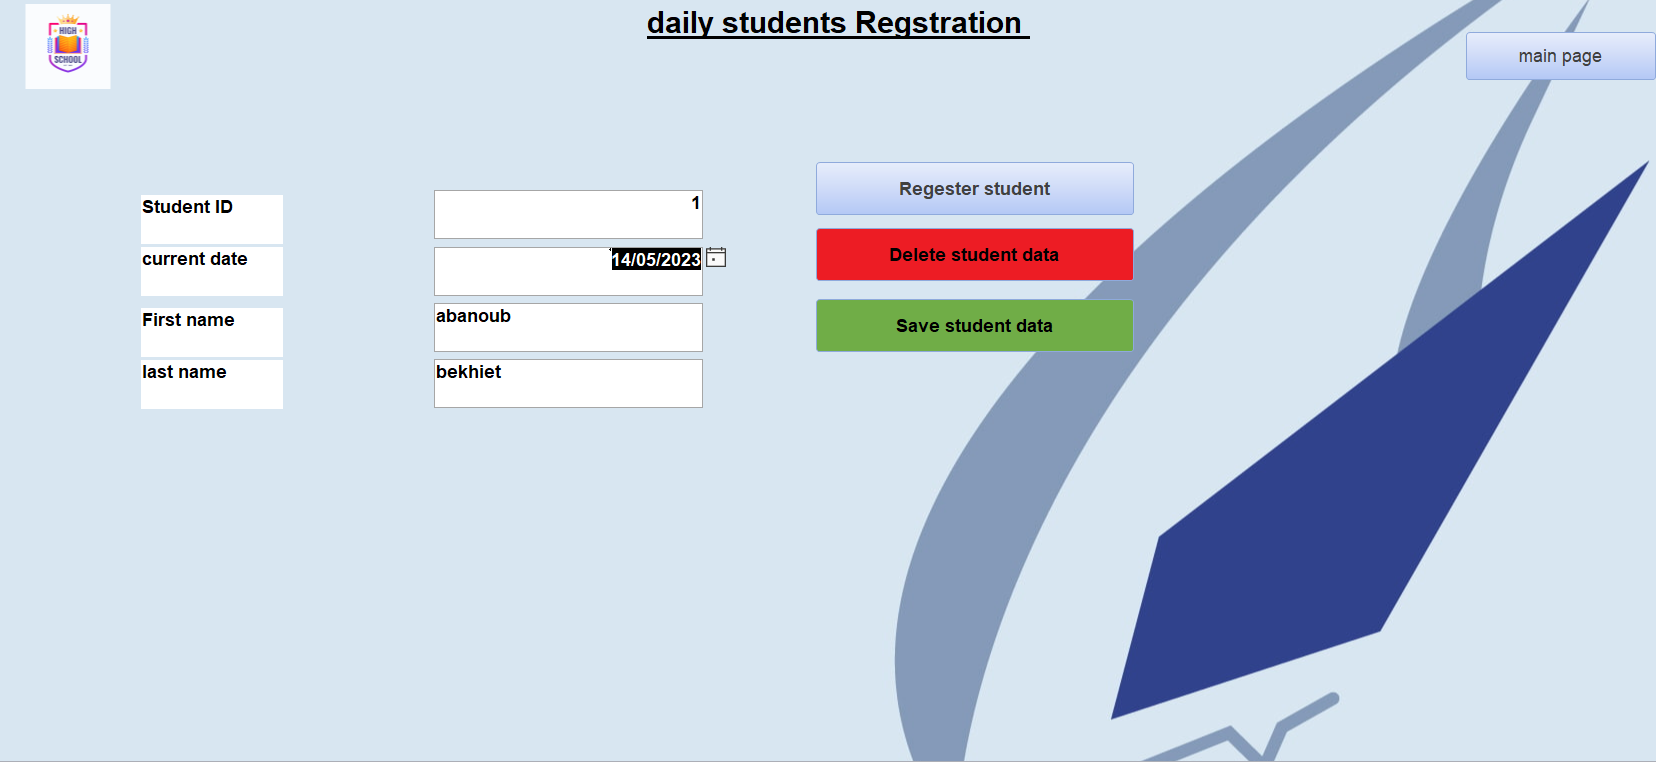 daily students Regstration
HIGH
SCHOOL
main page
Student ID
1
Regester student
current date
14/05/2023
Delete student data
First name
abanoub
Save student data
last name
bekhiet